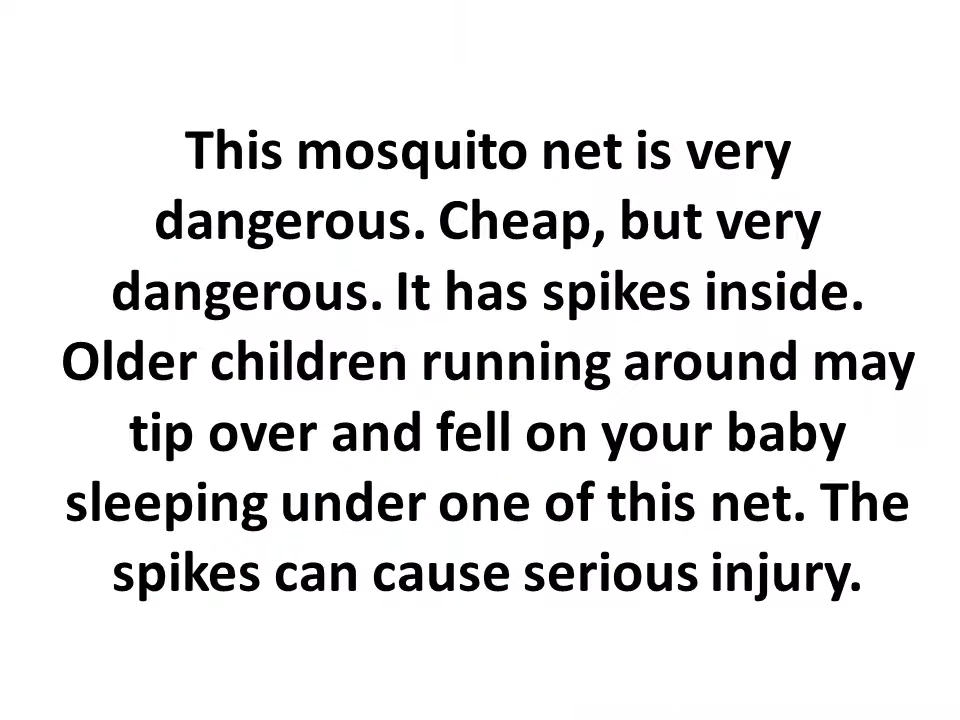 This mosquito net is very
dangerous. Cheap, but very
dangerous. It has spikes inside.
Older children running around may
tip over and fell on your baby
sleeping under one of this net. The
spikes can cause serious injury.